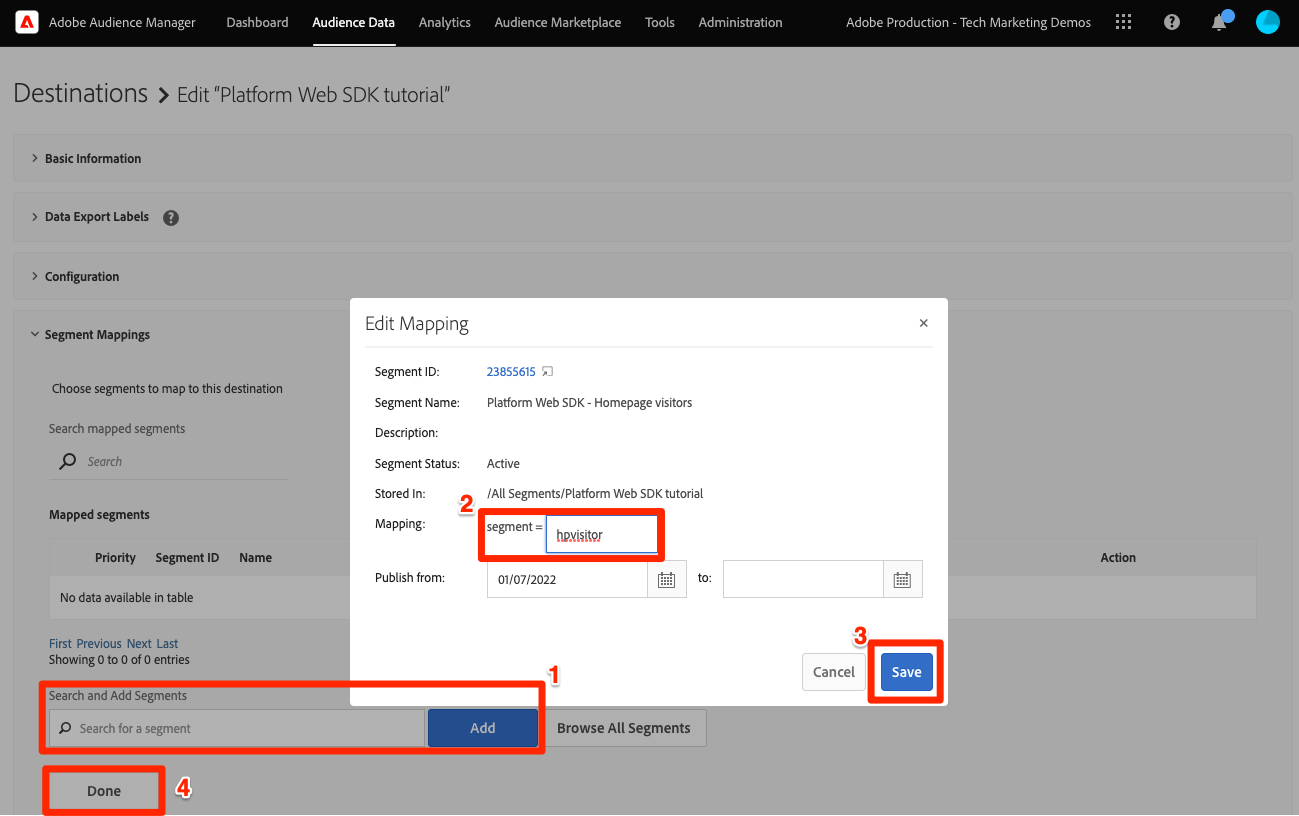 Adobe Audience Manager Dashboard Audience Data Analytics Audience Marketplace Tools Administration Adobe Production - Tech Marketing Demos
Destinations > Edit “Platform Web SDK tutorial”
Basic Information
Data Export Labels ?
Configuration
Segment Mappings
Choose segments to map to this destination
Search mapped segments
Search
Mapped segments
Priority Segment ID Name Action
No data available in table
First Previous Next Last
Showing 0 to 0 of 0 entries
Search and Add Segments
1
Search for a segment Add Browse All Segments
Done 4
Edit Mapping ×
Segment ID: 23855615
Segment Name: Platform Web SDK - Homepage visitors
Description:
Segment Status: Active
Stored In: /All Segments/Platform Web SDK tutorial
2
Mapping: segment = hpvisitor
Publish from: 01/07/2022 to:
3
Cancel Save